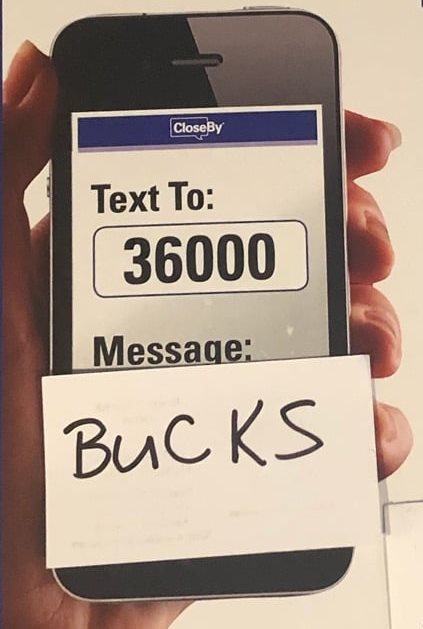 CloseBy
Text To:
36000
Message:
BUCKS